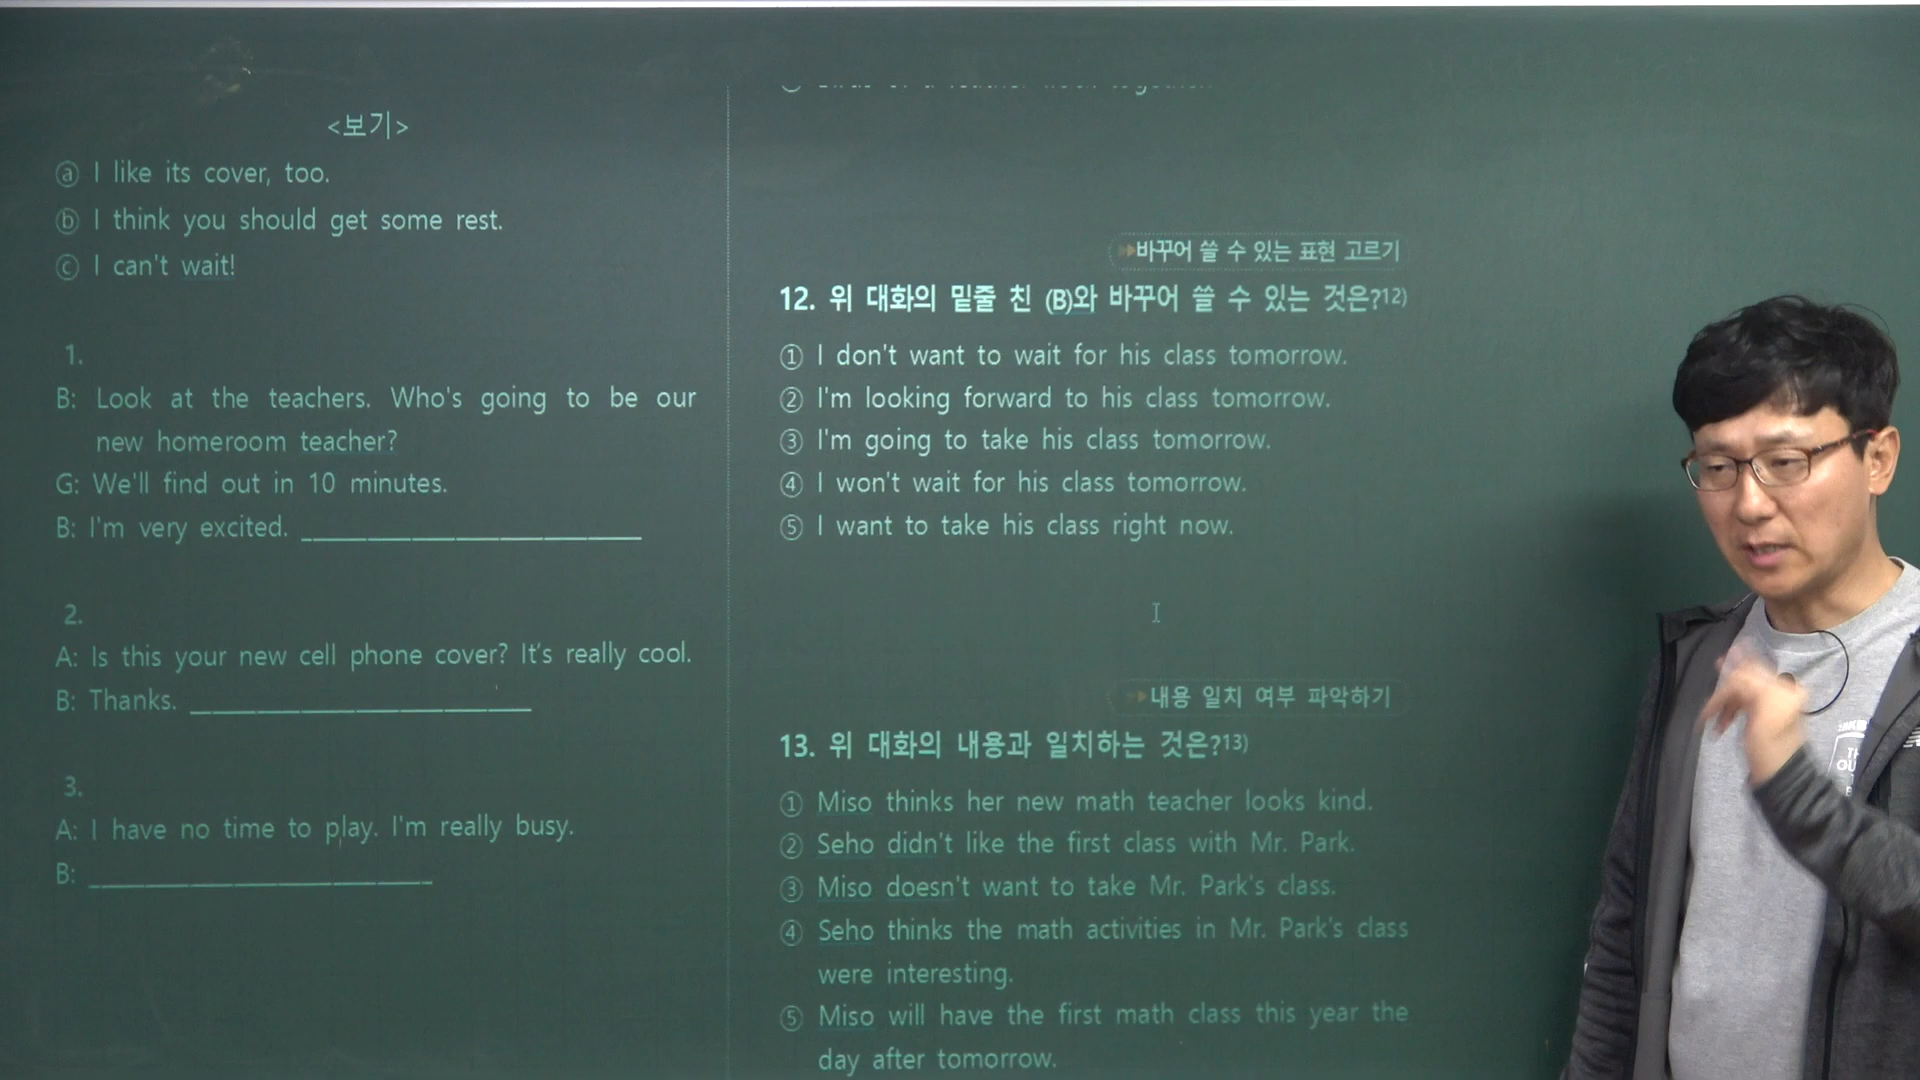 <보기>
ⓐ I like its cover, too.
ⓑ I think you should get some rest.
ⓒ I can't wait!
1.
B: Look at the teachers. Who's going to be our
new homeroom teacher?
G: We'll find out in 10 minutes.
B: I'm very excited. ____________
2.
A: Is this your new cell phone cover? It's really cool.
B: Thanks. ____________
3.
A: I have no time to play. I'm really busy.
B: ____________
바꾸어 쓸 수 있는 표현 고르기
12. 위 대화의 밑줄 친 (B)와 바꾸어 쓸 수 있는 것은?12)
① I don't want to wait for his class tomorrow.
② I'm looking forward to his class tomorrow.
③ I'm going to take his class tomorrow.
④ I won't wait for his class tomorrow.
⑤ I want to take his class right now.
내용 일치 여부 파악하기
13. 위 대화의 내용과 일치하는 것은?13)
① Miso thinks her new math teacher looks kind.
② Seho didn't like the first class with Mr. Park.
③ Miso doesn't want to take Mr. Park's class.
④ Seho thinks the math activities in Mr. Park's class
were interesting.
⑤ Miso will have the first math class this year the
day after tomorrow.